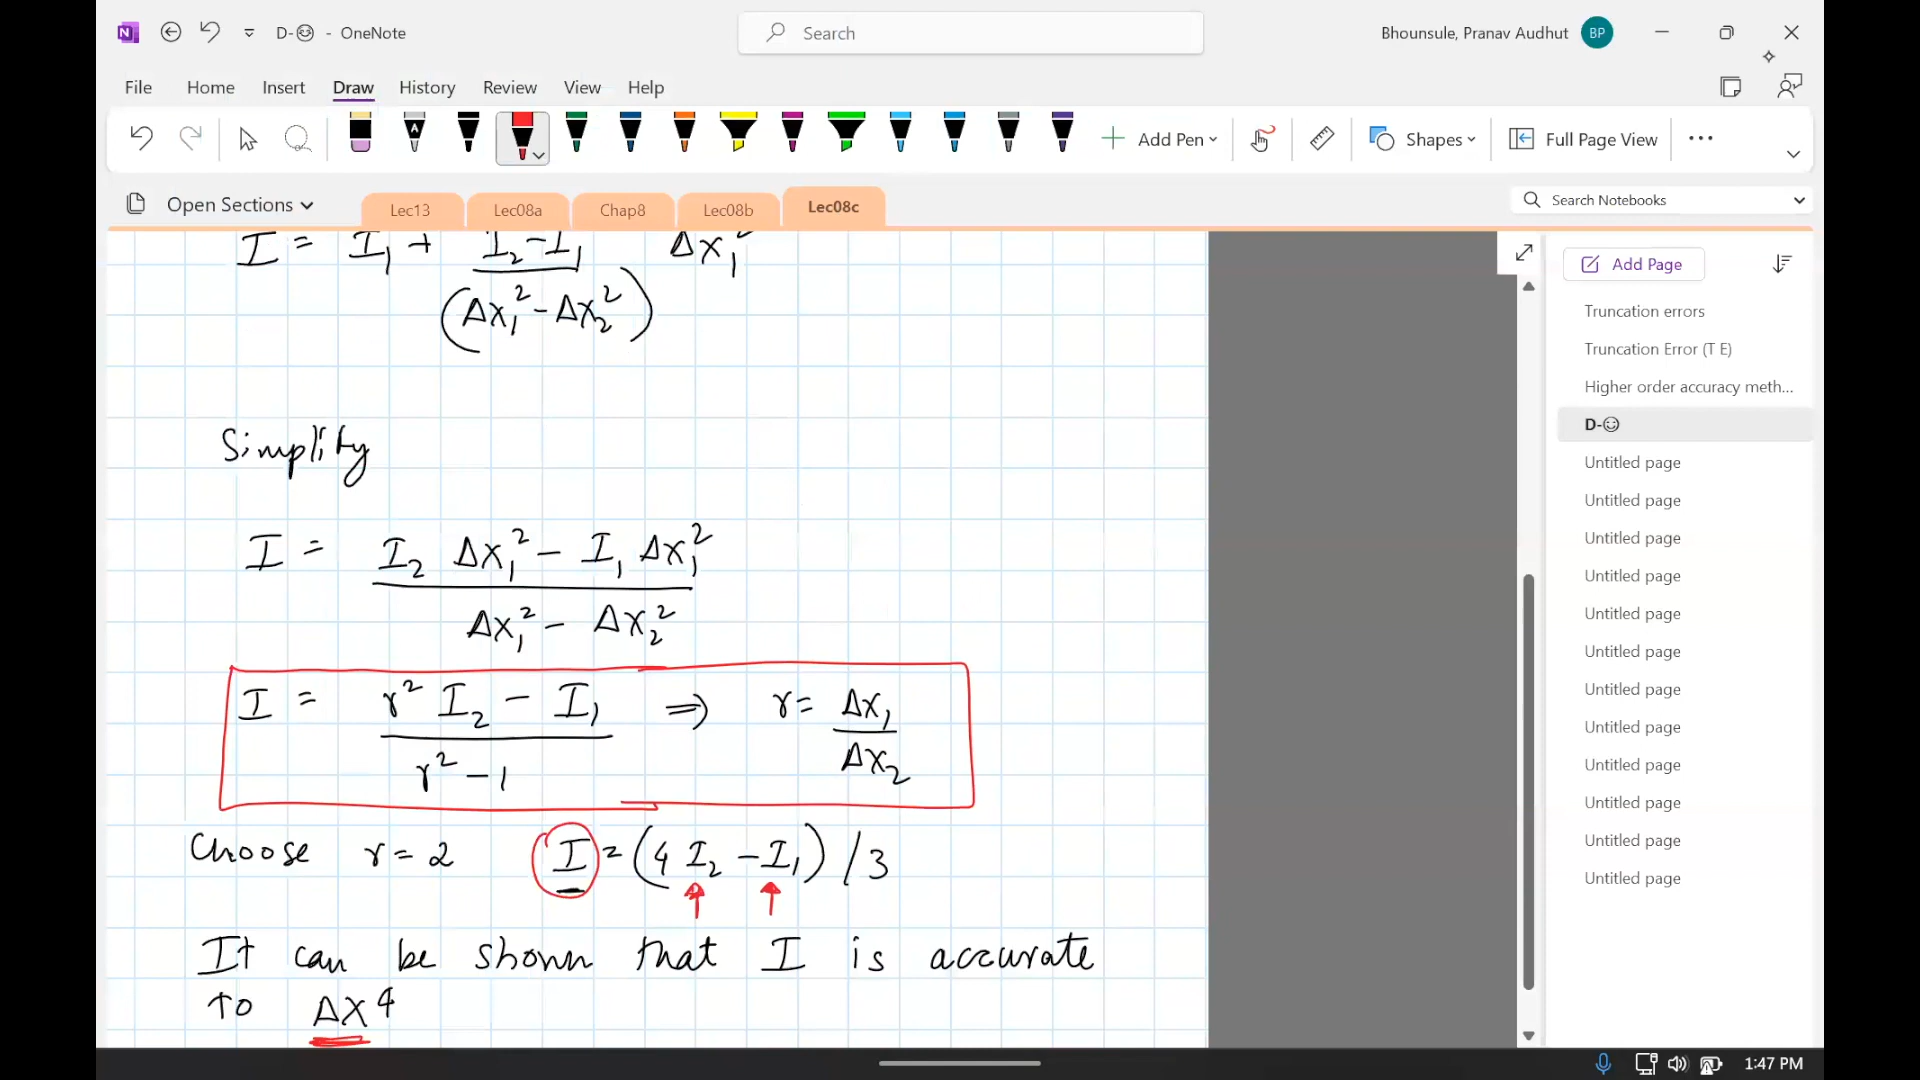 D-☺ - OneNote
Search
Bhounsule, Pranav Audhut BP
File Home Insert Draw History Review View Help
Add Pen Shapes Full Page View
Open Sections Lec13 Lec08a Chap8 Lec08b Lec08c Search Notebooks
I = I₁ + (I₂ - I₁) / (Δx₁² - Δx₂²) Δx₁²
Simplify
I = (I₂ Δx₁² - I₁ Δx₁²) / (Δx₁² - Δx₂²)
I = (r² I₂ - I₁) / (r² - 1) ⇒ r = Δx₁ / Δx₂
Choose r = 2 I = (4 I₂ - I₁) / 3
It can be shown that I is accurate
to Δx⁴
Add Page
Truncation errors
Truncation Error (T E)
Higher order accuracy meth...
D-☺
Untitled page
Untitled page
Untitled page
Untitled page
Untitled page
Untitled page
Untitled page
Untitled page
Untitled page
Untitled page
Untitled page
Untitled page
1:47 PM